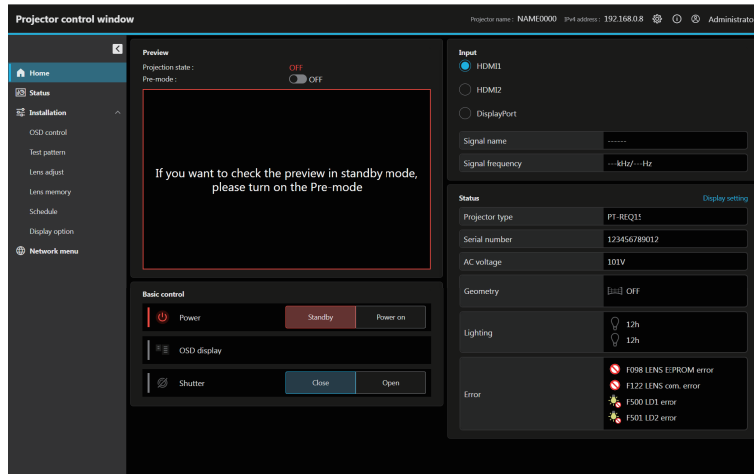 Projector control window
Projector name : NAME0000 IPv4 address : 192.168.0.8 Administrato
Home
Status
Installation
OSD control
Test pattern
Lens adjust
Lens memory
Schedule
Display option
Network menu
Preview
Projection state : OFF
Pre-mode : OFF
If you want to check the preview in standby mode,
please turn on the Pre-mode
Basic control
Power Standby Power on
OSD display
Shutter Close Open
Input
HDMI1
HDMI2
DisplayPort
Signal name ------
Signal frequency ---kHz/---Hz
Status Display setting
Projector type PT-REQ15
Serial number 123456789012
AC voltage 101V
Geometry OFF
Lighting 12h
12h
Error F098 LENS EEPROM error
F122 LENS com. error
F500 LD1 error
F501 LD2 error